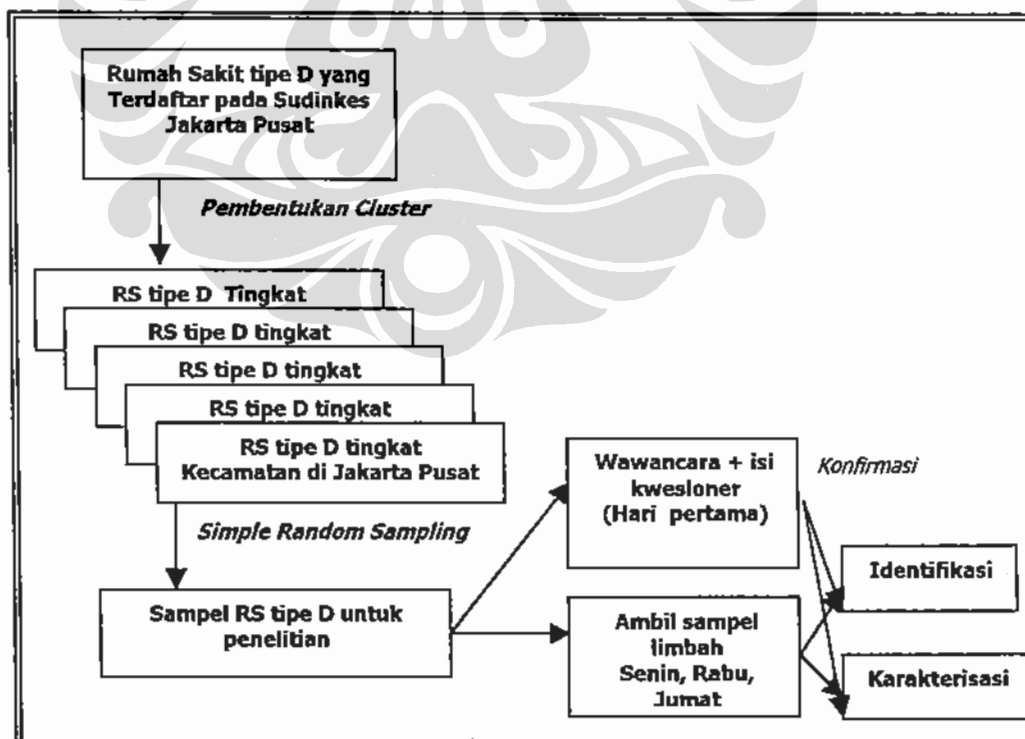 Rumah Sakit tipe D yang
Terdaftar pada Sudinkes
Jakarta Pusat
Pembentukan Cluster
RS tipe D Tingkat
RS tipe D tingkat
RS tipe D tingkat
RS tipe D tingkat
RS tipe D tingkat
Kecamatan di Jakarta Pusat
Simple Random Sampling
Sampel RS tipe D untuk
penelitian
Wawancara + isi
kwesioner
(Hari pertama)
Konfirmasi
Ambil sampel
limbah
Senin, Rabu,
Jumat
Identifikasi
Karakterisasi